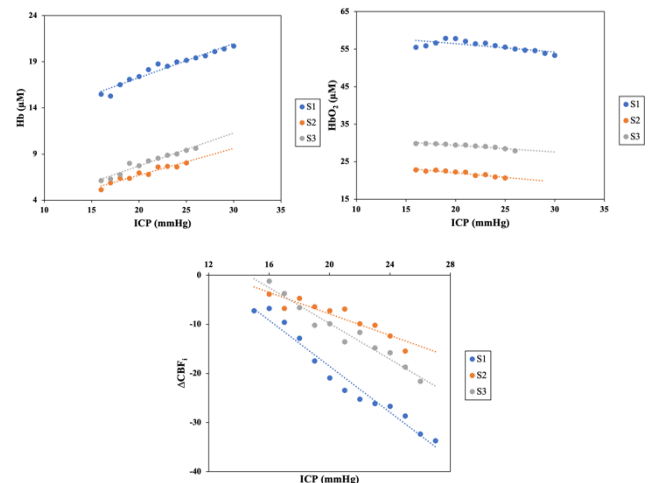 24
19
14
9
4
Hb (µM)
10 15 20 25 30 35
ICP (mmHg)
S1
S2
S3
65
55
45
35
25
15
HbO₂ (µM)
10 15 20 25 30 35
ICP (mmHg)
S1
S2
S3
12 16 20 24 28
0
-10
-20
-30
-40
ΔCBFᵢ
ICP (mmHg)
S1
S2
S3